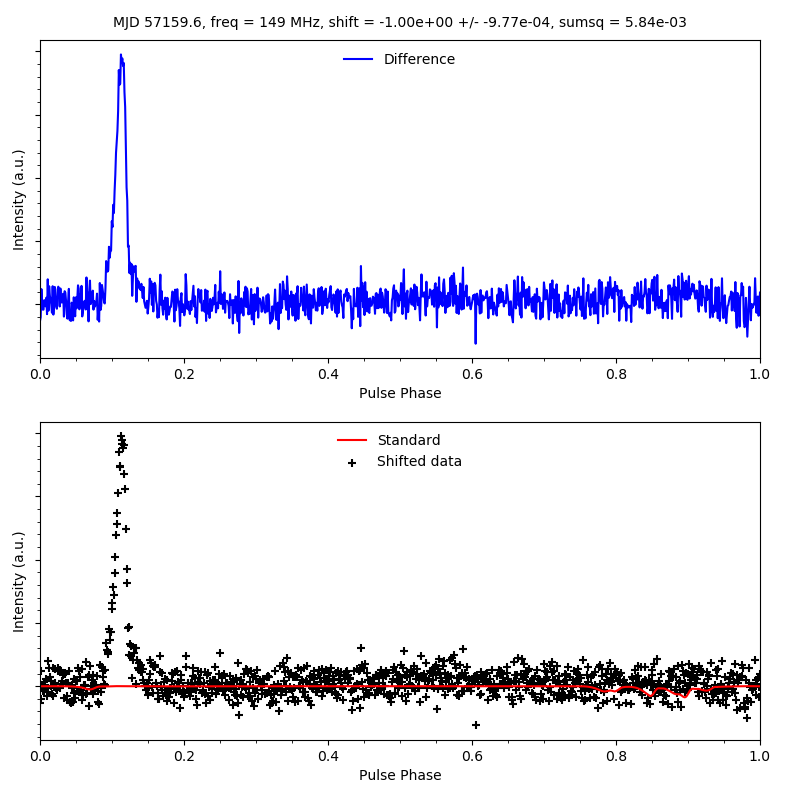 MJD 57159.6, freq = 149 MHz, shift = -1.00e+00 +/- -9.77e-04, sumsq = 5.84e-03
Difference
Intensity (a.u.)
0.0 0.2 0.4 0.6 0.8 1.0
Pulse Phase
Standard
Shifted data
Intensity (a.u.)
0.0 0.2 0.4 0.6 0.8 1.0
Pulse Phase